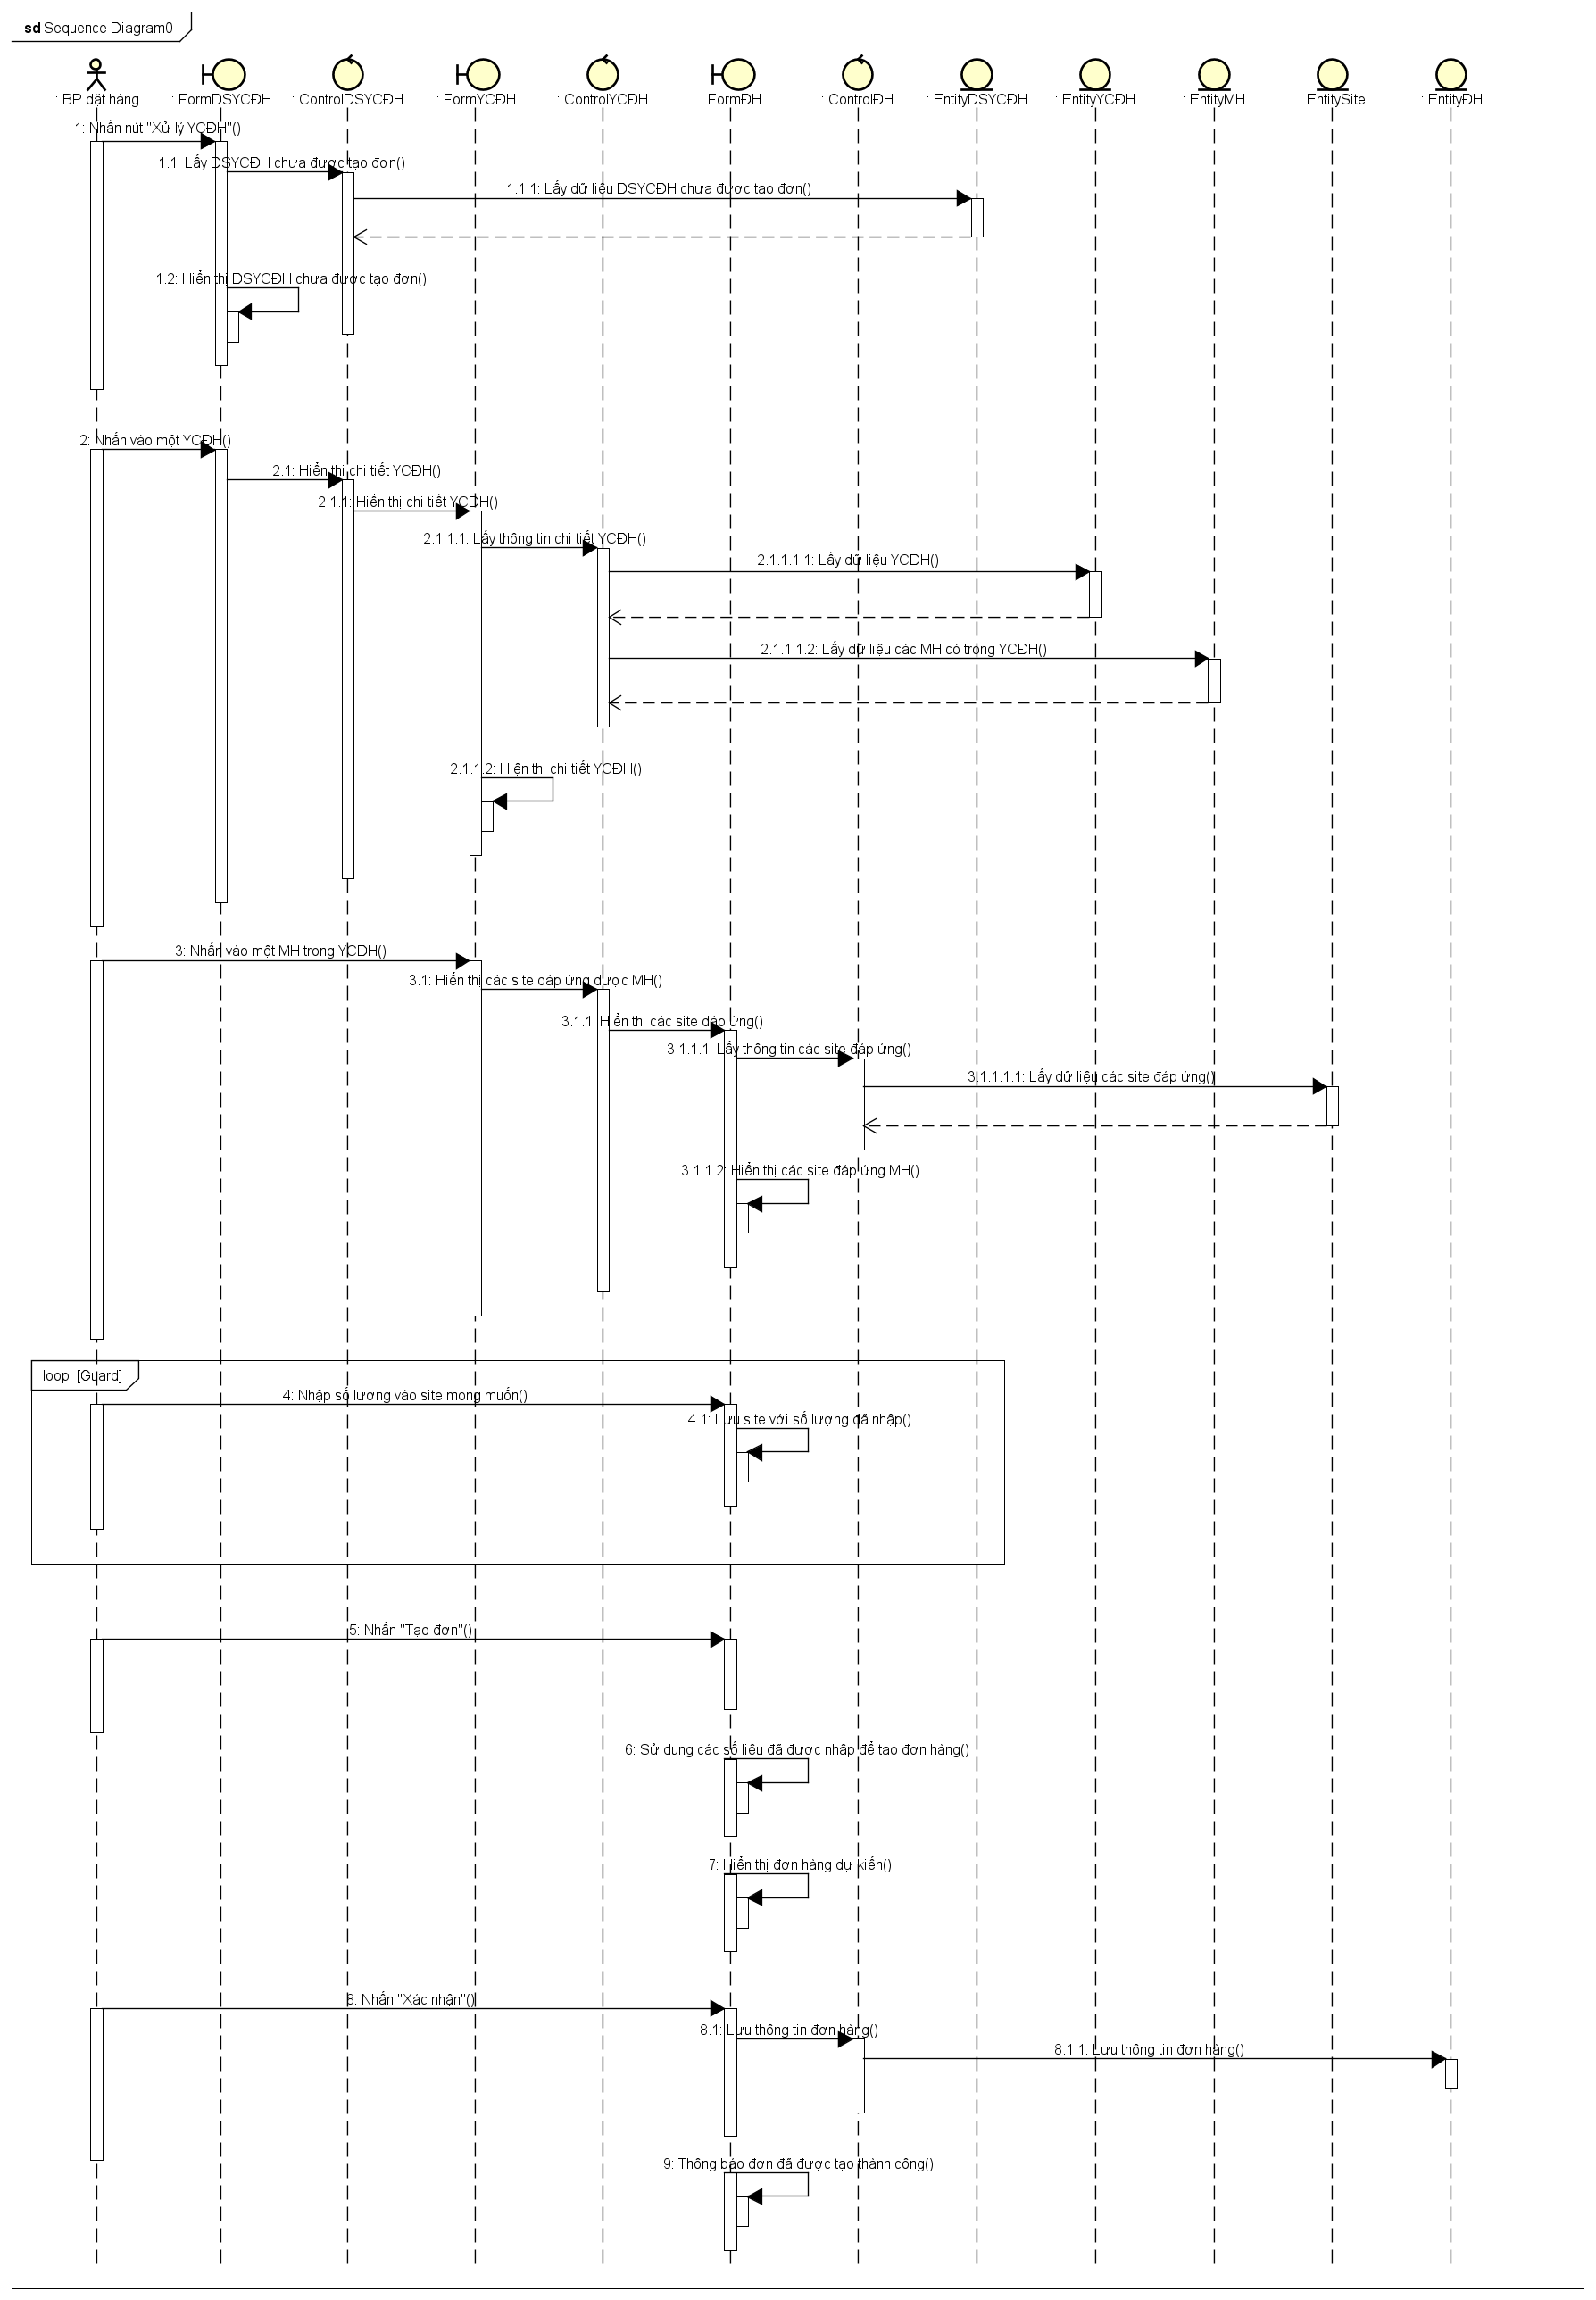 sd Sequence Diagram0
: BP đặt hàng
: FormDSYCĐH
: ControlDSYCĐH
: FormYCĐH
: ControlYCĐH
: FormĐH
: ControlĐH
: EntityDSYCĐH
: EntityYCĐH
: EntityMH
: EntitySite
: EntityĐH
1: Nhấn nút "Xử lý YCĐH"()
1.1: Lấy DSYCĐH chưa được tạo đơn()
1.1.1: Lấy dữ liệu DSYCĐH chưa được tạo đơn()
1.2: Hiển thị DSYCĐH chưa được tạo đơn()
2: Nhấn vào một YCĐH()
2.1: Hiển thị chi tiết YCĐH()
2.1.1: Hiển thị chi tiết YCĐH()
2.1.1.1: Lấy thông tin chi tiết YCĐH()
2.1.1.1.1: Lấy dữ liệu YCĐH()
2.1.1.1.2: Lấy dữ liệu các MH có trong YCĐH()
2.1.1.2: Hiện thị chi tiết YCĐH()
3: Nhấn vào một MH trong YCĐH()
3.1: Hiển thị các site đáp ứng được MH()
3.1.1: Hiển thị các site đáp ứng()
3.1.1.1: Lấy thông tin các site đáp ứng()
3.1.1.1.1: Lấy dữ liệu các site đáp ứng()
3.1.1.2: Hiển thị các site đáp ứng MH()
loop [Guard]
4: Nhập số lượng vào site mong muốn()
4.1: Lưu site với số lượng đã nhập()
5: Nhấn "Tạo đơn"()
6: Sử dụng các số liệu đã được nhập để tạo đơn hàng()
7: Hiển thị đơn hàng dự kiến()
8: Nhấn "Xác nhận"()
8.1: Lưu thông tin đơn hàng()
8.1.1: Lưu thông tin đơn hàng()
9: Thông báo đơn đã được tạo thành công()